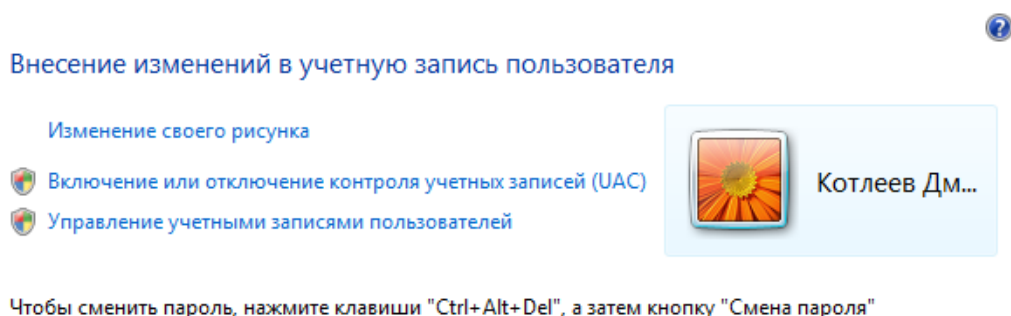 ?
Внесение изменений в учетную запись пользователя
Изменение своего рисунка
Включение или отключение контроля учетных записей (UAC)
Управление учетными записями пользователей
Котлеев Дм...
Чтобы сменить пароль, нажмите клавиши "Ctrl+Alt+Del", а затем кнопку "Смена пароля"